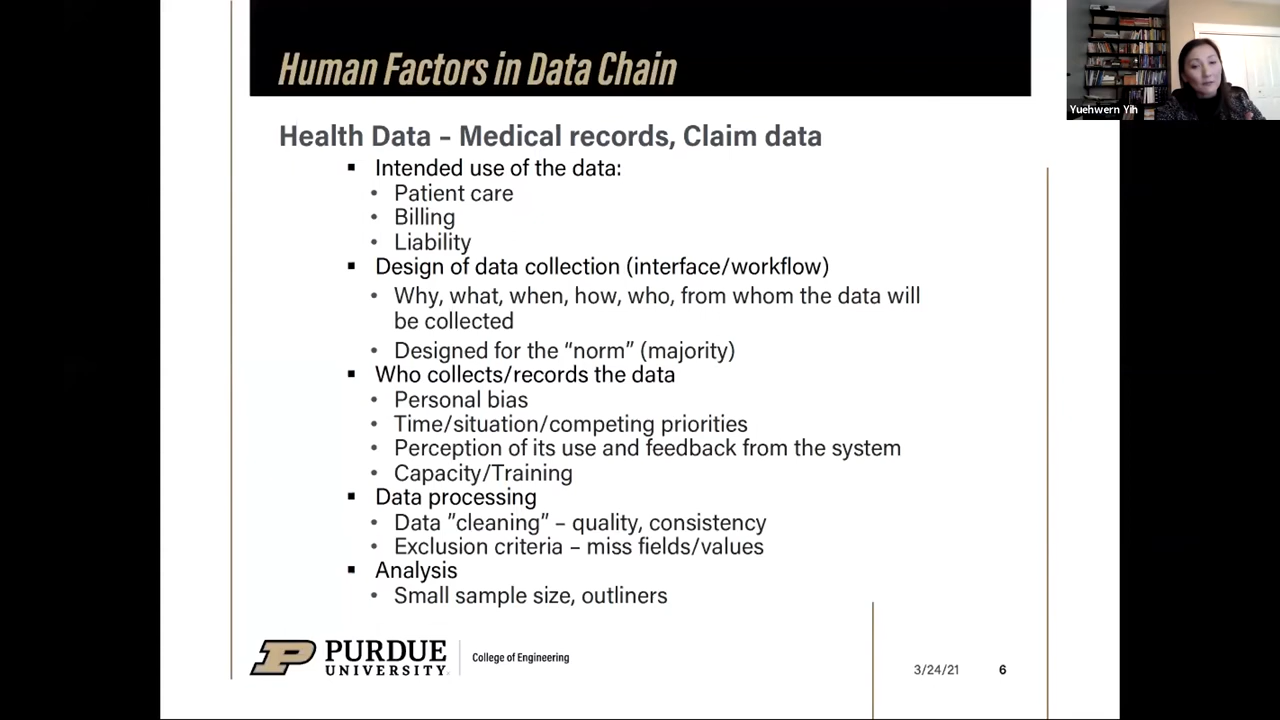 Human Factors in Data Chain
Yuehwern Yih
Health Data – Medical records, Claim data
▪ Intended use of the data:
• Patient care
• Billing
• Liability
▪ Design of data collection (interface/workflow)
• Why, what, when, how, who, from whom the data will
be collected
• Designed for the “norm” (majority)
▪ Who collects/records the data
• Personal bias
• Time/situation/competing priorities
• Perception of its use and feedback from the system
• Capacity/Training
▪ Data processing
• Data ”cleaning” – quality, consistency
• Exclusion criteria – miss fields/values
▪ Analysis
• Small sample size, outliners
PURDUE
UNIVERSITY
College of Engineering
3/24/21
6